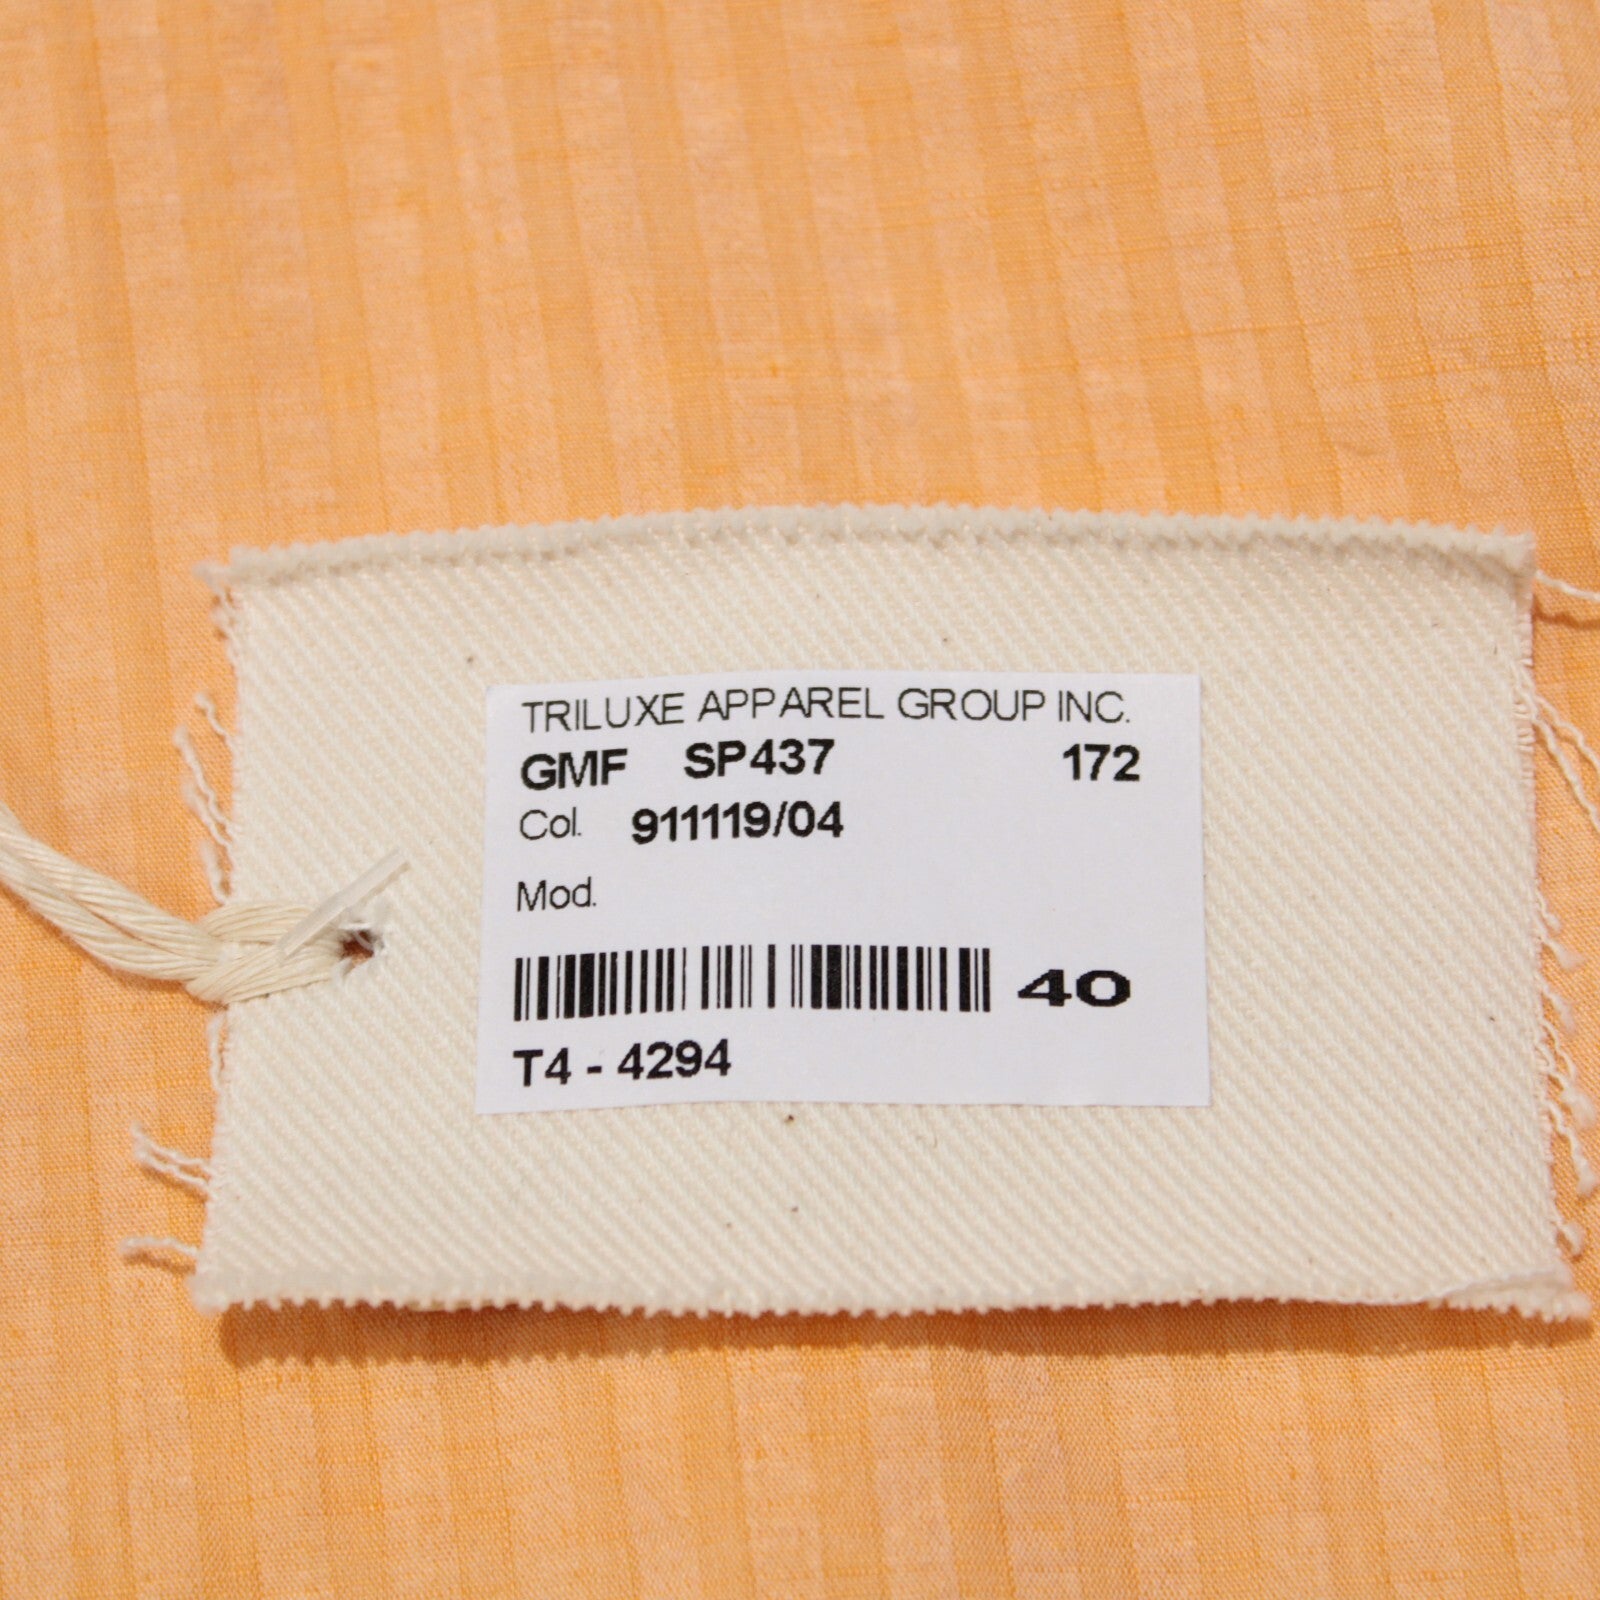 TRILUXE APPAREL GROUP INC.
GMF SP437 172
Col. 911119/04
Mod.
40
T4 - 4294